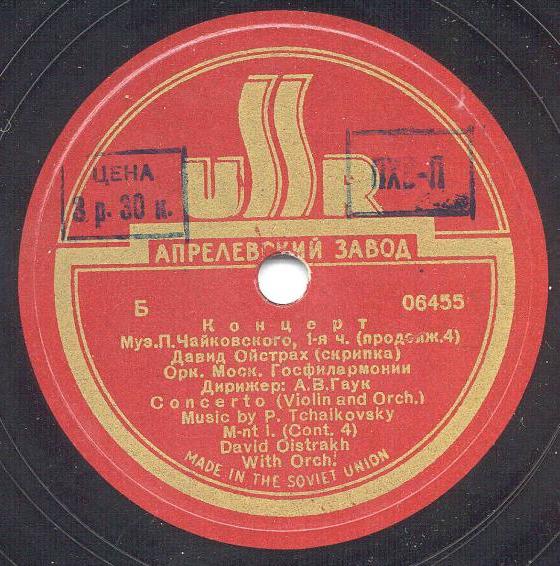 USSR
ЦЕНА
3 р. 30 к.
АПРЕЛЕВСКИЙ ЗАВОД
Б 06455
Концерт
Муз.П.Чайковского, 1-я ч. (продолж.4)
Давид Ойстрах (скрипка)
Орк. Моск. Госфилармонии
Дирижер: А.В.Гаук
Concerto (Violin and Orch.)
Music by P. Tchaikovsky
M-nt I. (Cont. 4)
David Oistrakh
With Orch.
MADE IN THE SOVIET UNION